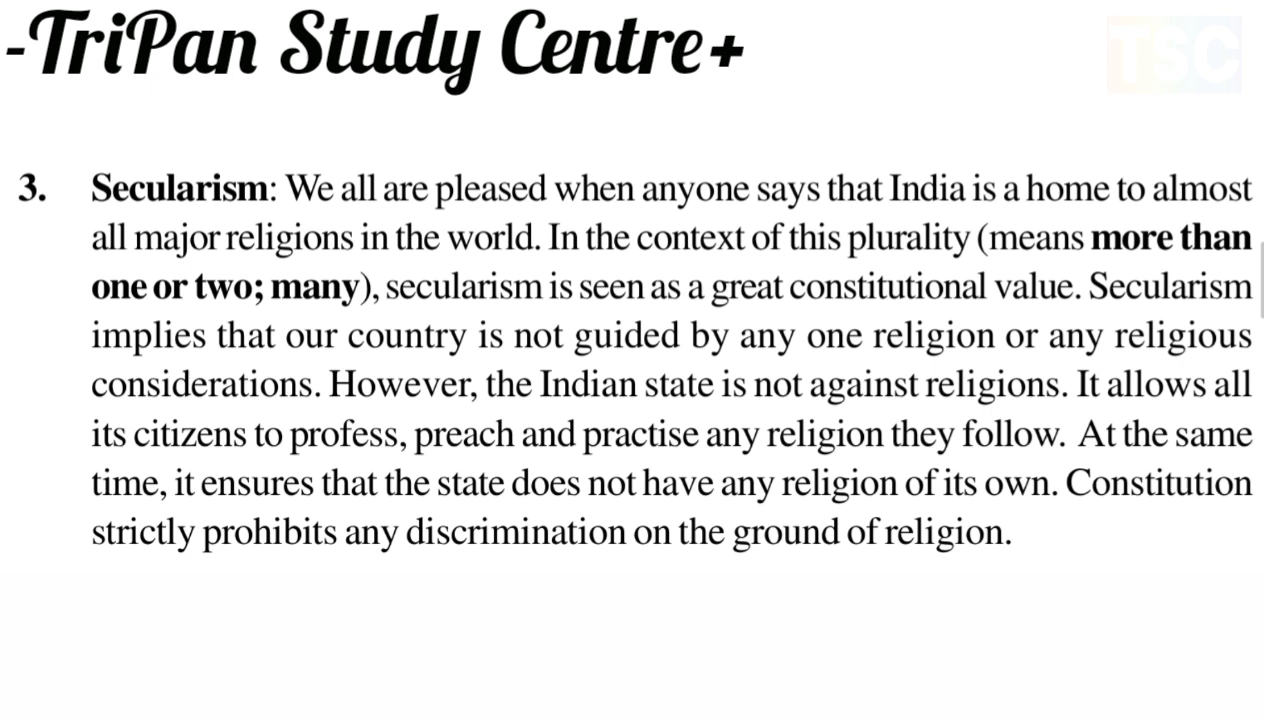 -TriPan Study Centre+
TSC
3. Secularism: We all are pleased when anyone says that India is a home to almost
all major religions in the world. In the context of this plurality (means more than
one or two; many), secularism is seen as a great constitutional value. Secularism
implies that our country is not guided by any one religion or any religious
considerations. However, the Indian state is not against religions. It allows all
its citizens to profess, preach and practise any religion they follow. At the same
time, it ensures that the state does not have any religion of its own. Constitution
strictly prohibits any discrimination on the ground of religion.